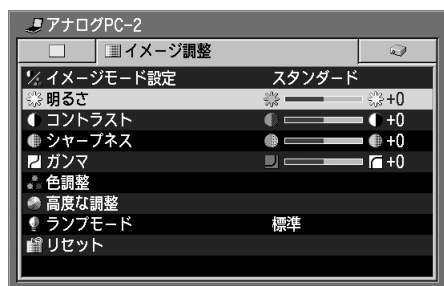 アナログPC-2
イメージ調整
イメージモード設定 スタンダード
明るさ +0
コントラスト +0
シャープネス +0
ガンマ +0
色調整
高度な調整
ランプモード 標準
リセット